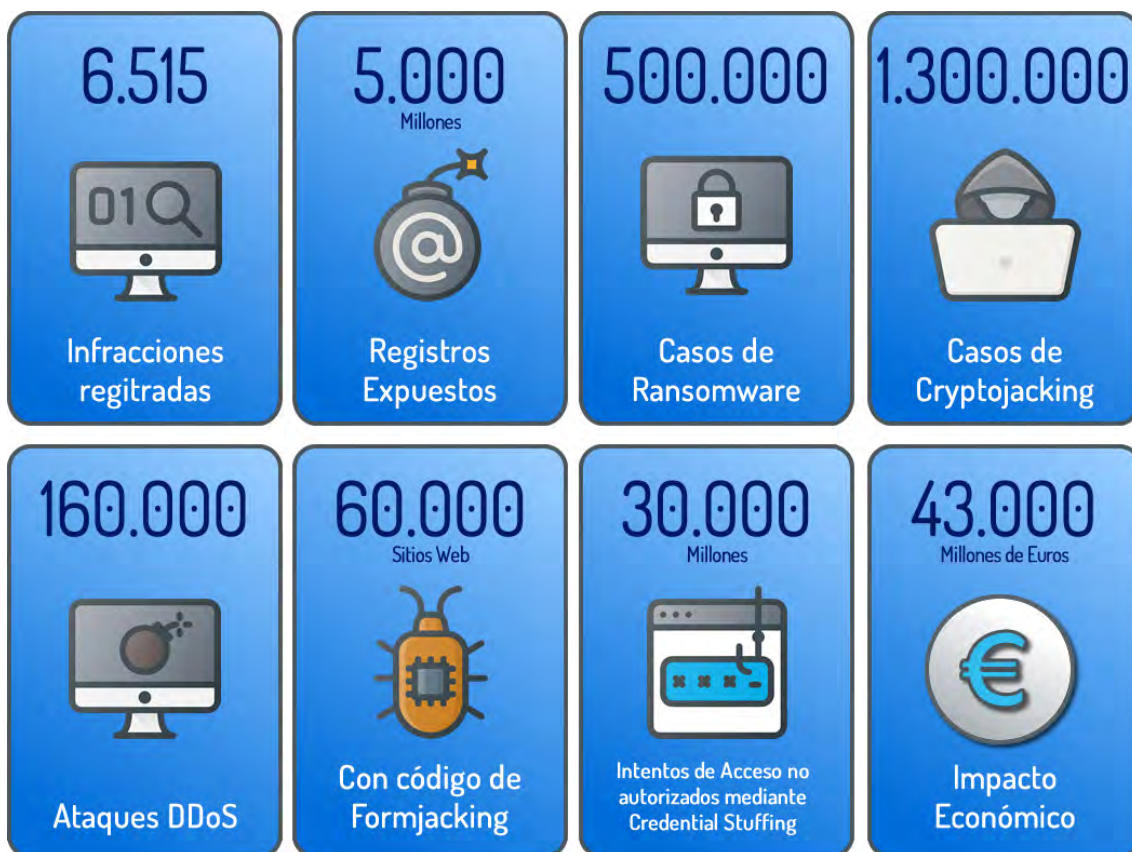 6.515
Infracciones
regitradas
5.000
Millones
@
Registros
Expuestos
500.000
Casos de
Ransomware
1.300.000
Casos de
Cryptojacking
160.000
Ataques DDoS
60.000
Sitios Web
Con código de
Formjacking
30.000
Millones
Intentos de Acceso no
autorizados mediante
Credential Stuffing
43.000
Millones de Euros
€
Impacto
Económico
01